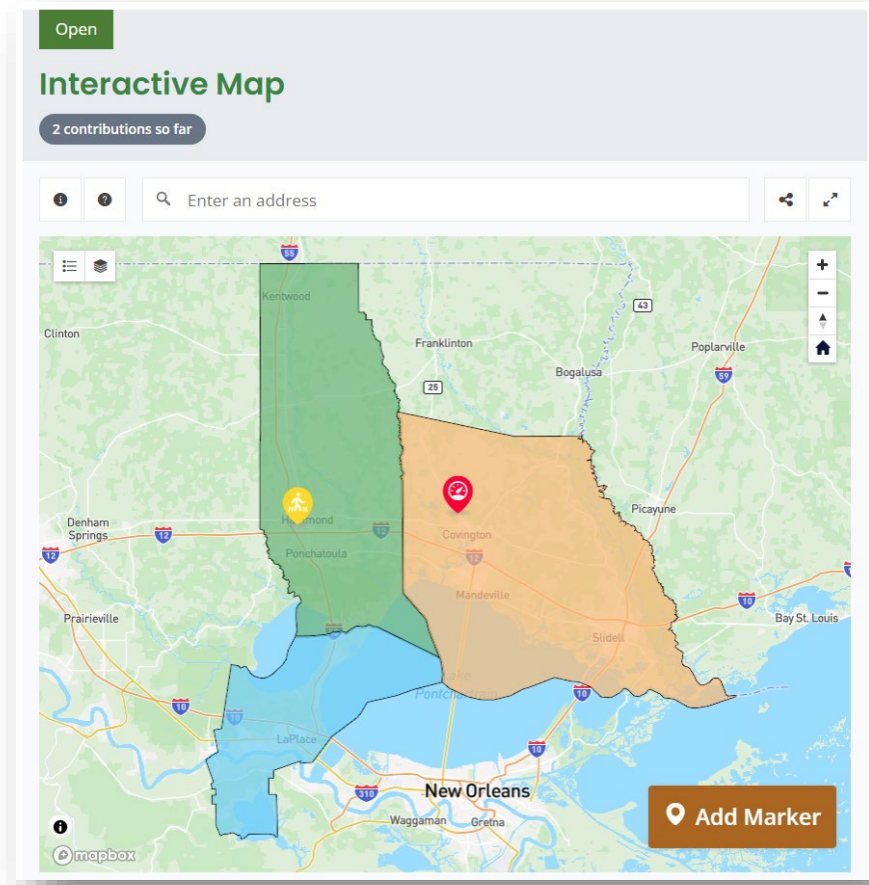 Open
Interactive Map
2 contributions so far
Enter an address
55
Kentwood
43
Clinton
Franklinton
Poplarville
Bogalusa
59
25
Picayune
Denham
Springs
12
Hammond
12
Covington
12
12
Ponchatoula
Mandeville
10
10
Prairieville
Bay St. Louis
Slidell
Lake
Pontchartrain
10
10
10
LaPlace
10
310
New Orleans
Waggaman
Gretna
Add Marker
mapbox